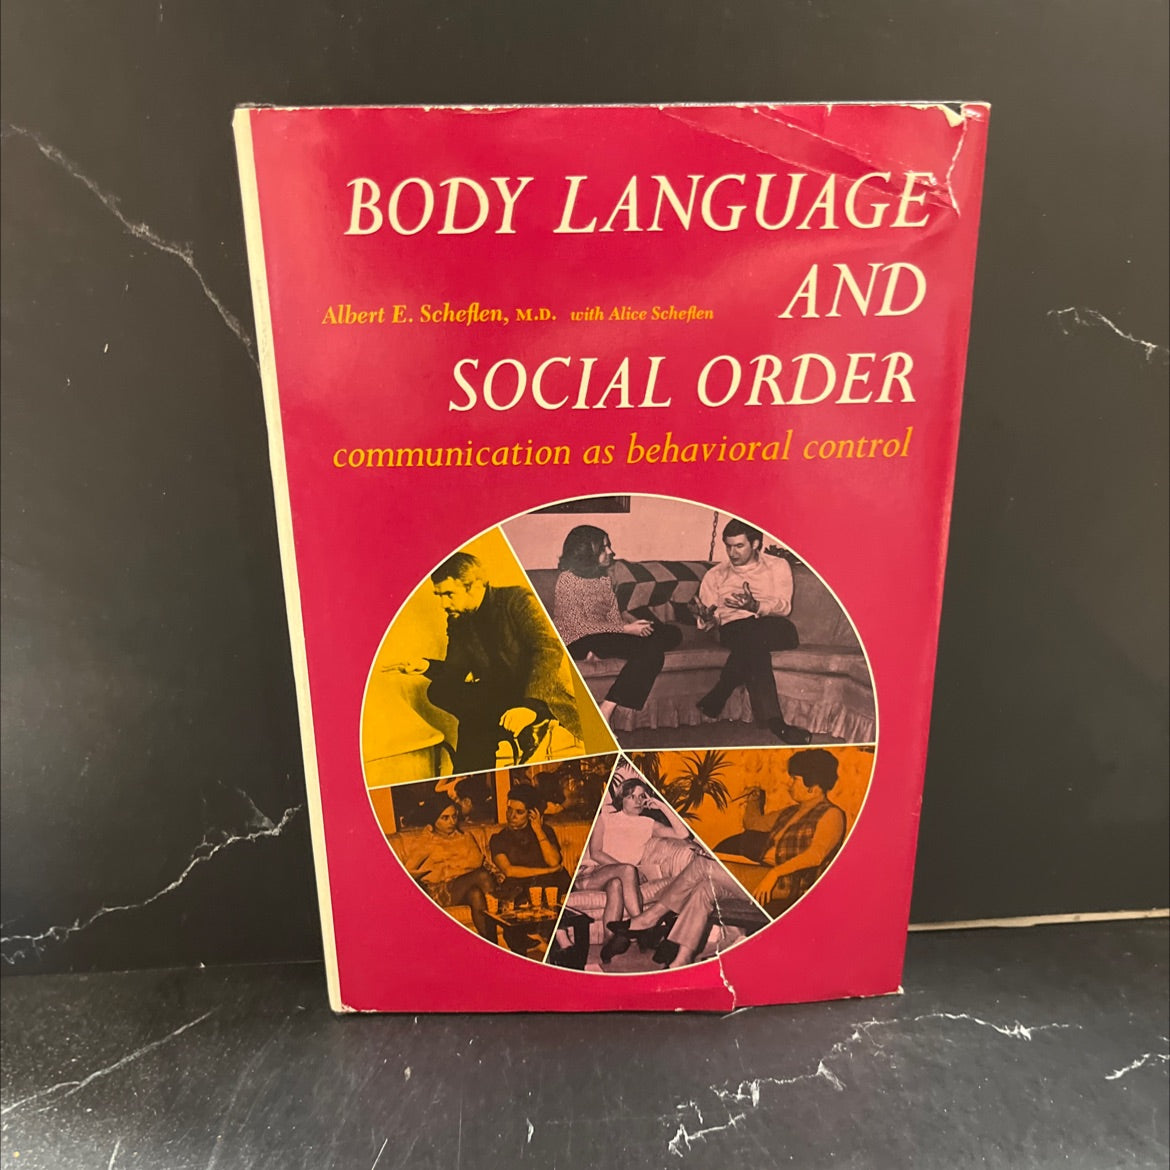 BODY LANGUAGE
AND
Albert E. Scheflen, M.D. with Alice Scheflen
SOCIAL ORDER
communication as behavioral control